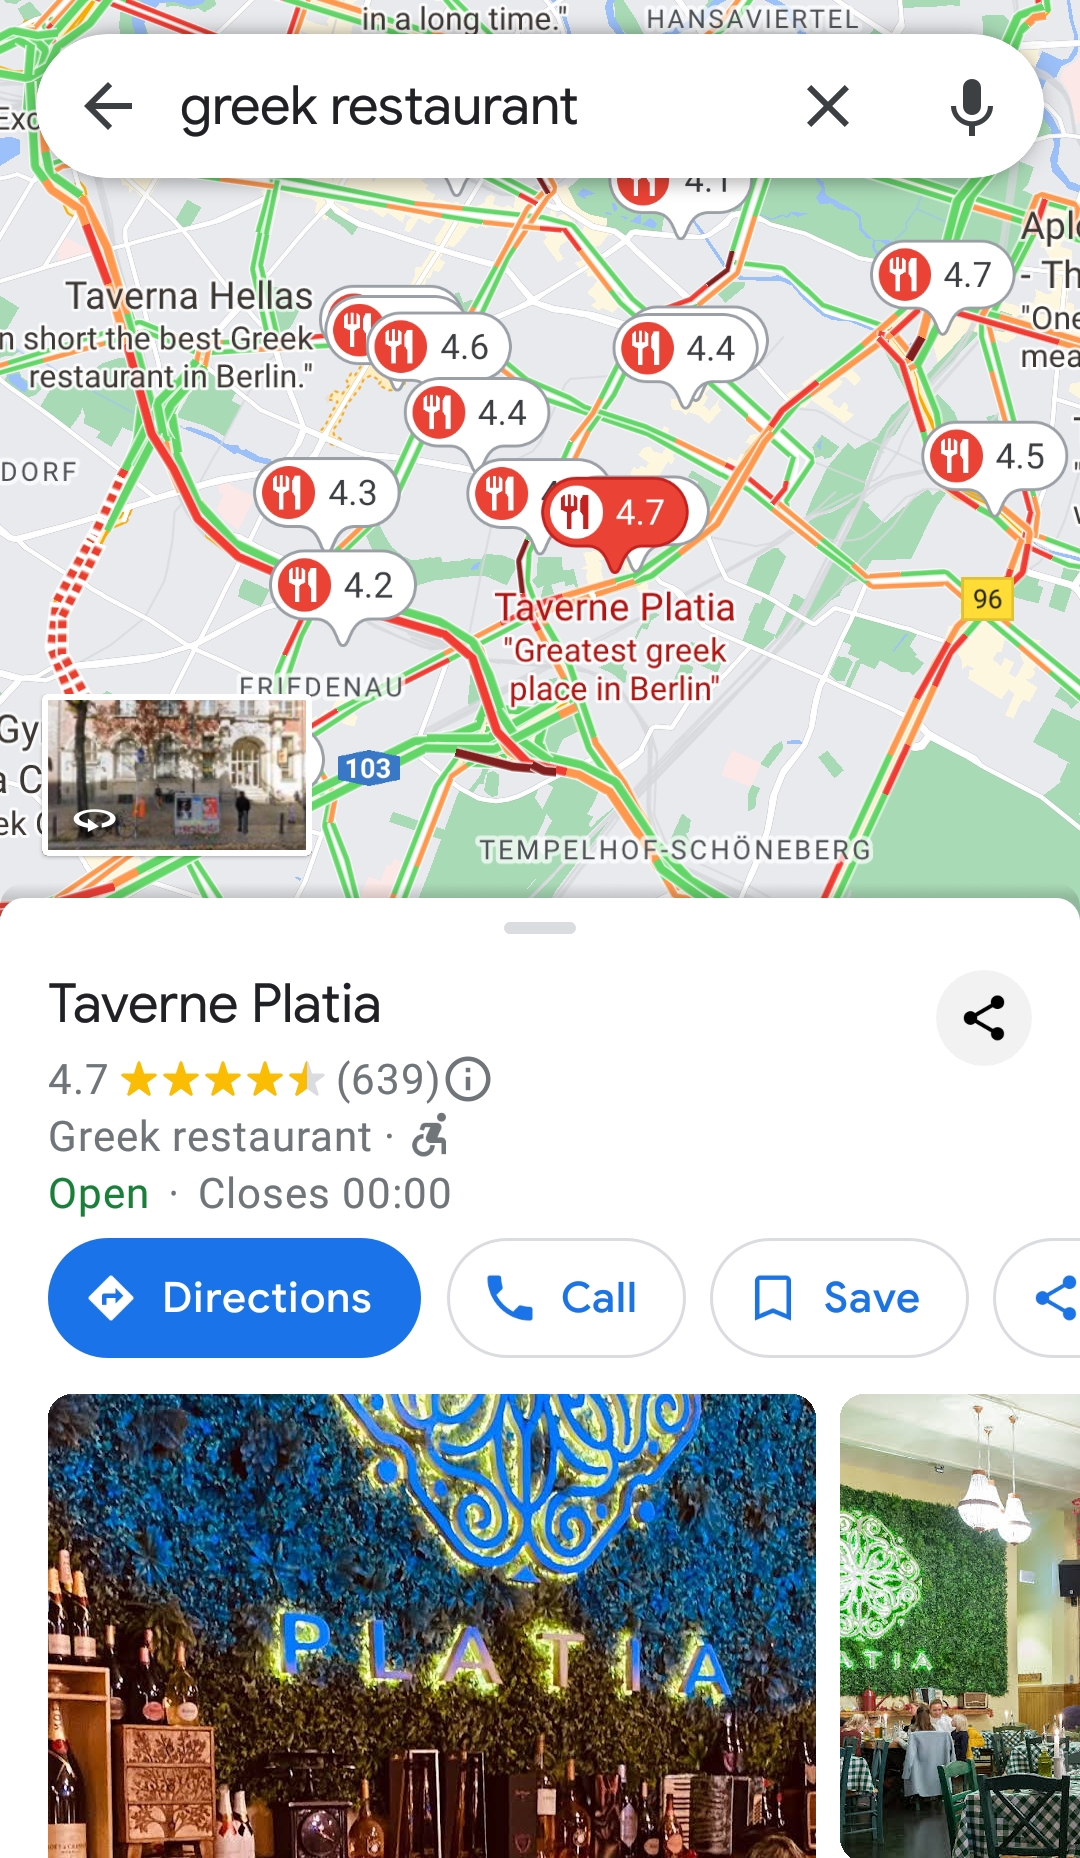 in a long time."
HANSAVIERTEL
greek restaurant
Exc
4.1
Aplo
- Th
"One
mea
4.7
Taverna Hellas
n short the best Greek
restaurant in Berlin."
4.6
4.4
4.4
4.5
DORF
4.3
4.7
4.2
96
Taverne Platia
"Greatest greek
place in Berlin"
FRIEDENAU
Gy
a C
ek
103
TEMPELHOF-SCHÖNEBERG
Taverne Platia
4.7 (639)
Greek restaurant ·
Open · Closes 00:00
Directions
Call
Save
PLATIA
ATIA